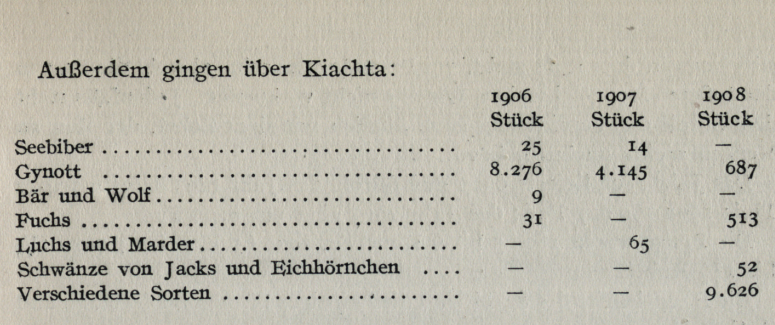 Außerdem gingen über Kiachta:
1906 1907 1908
Stück Stück Stück
Seebiber ................................ 25 14 —
Gynott ................................ 8.276 4.145 687
Bär und Wolf ........................... 9 — —
Fuchs .................................. 31 — 513
Luchs und Marder ....................... — 65 —
Schwänze von Jacks und Eichhörnchen .... — — 52
Verschiedene Sorten ..................... — — 9.626